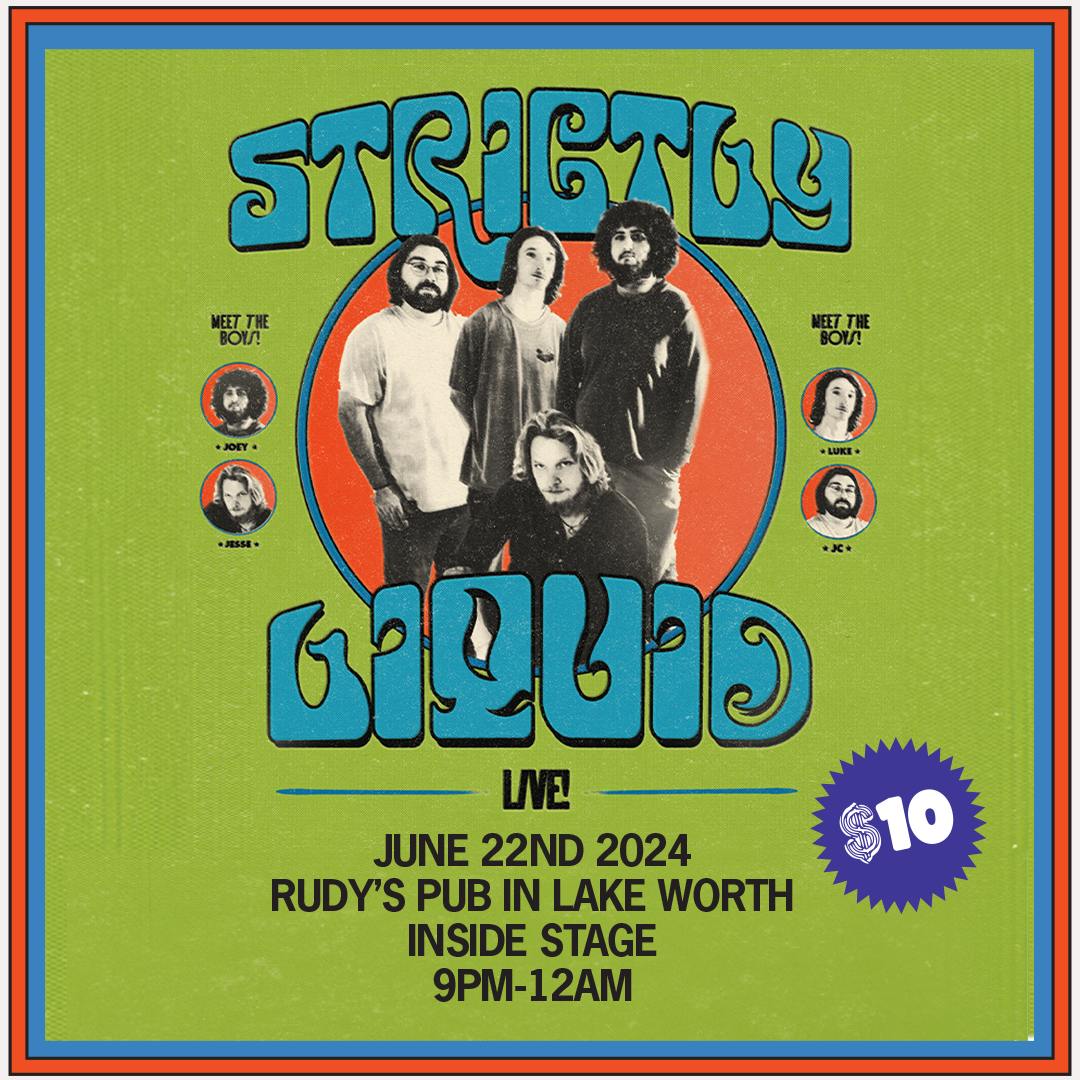 STRICTLY
MEET THE
BOYS!
★ JOEY ★
★ JESSE ★
MEET THE
BOYS!
★ LUKE ★
★ JC ★
LIQUID
LIVE!
$10
JUNE 22ND 2024
RUDY'S PUB IN LAKE WORTH
INSIDE STAGE
9PM-12AM